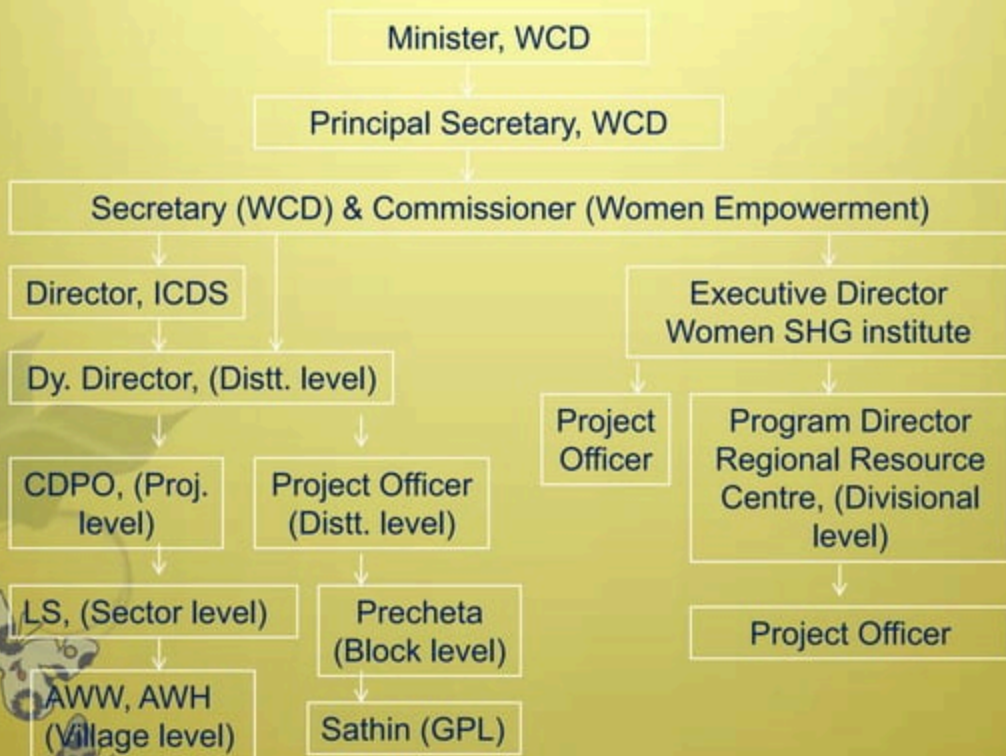 Minister, WCD
Principal Secretary, WCD
Secretary (WCD) & Commissioner (Women Empowerment)
Director, ICDS
Executive Director
Women SHG institute
Dy. Director, (Distt. level)
Project
Officer
Program Director
Regional Resource
Centre, (Divisional
level)
CDPO, (Proj.
level)
Project Officer
(Distt. level)
LS, (Sector level)
Precheta
(Block level)
Project Officer
AWW, AWH
(Village level)
Sathin (GPL)